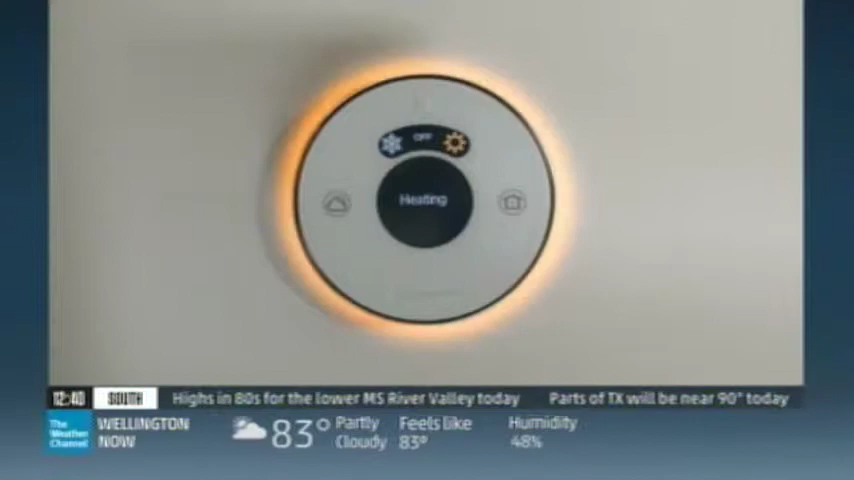 OFF
Heating
12:40
SOUTH
Highs in 80s for the lower MS River Valley today
Parts of TX will be near 90° today
The Weather Channel
WELLINGTON NOW
83° Partly Cloudy
Feels like 83°
Humidity 48%